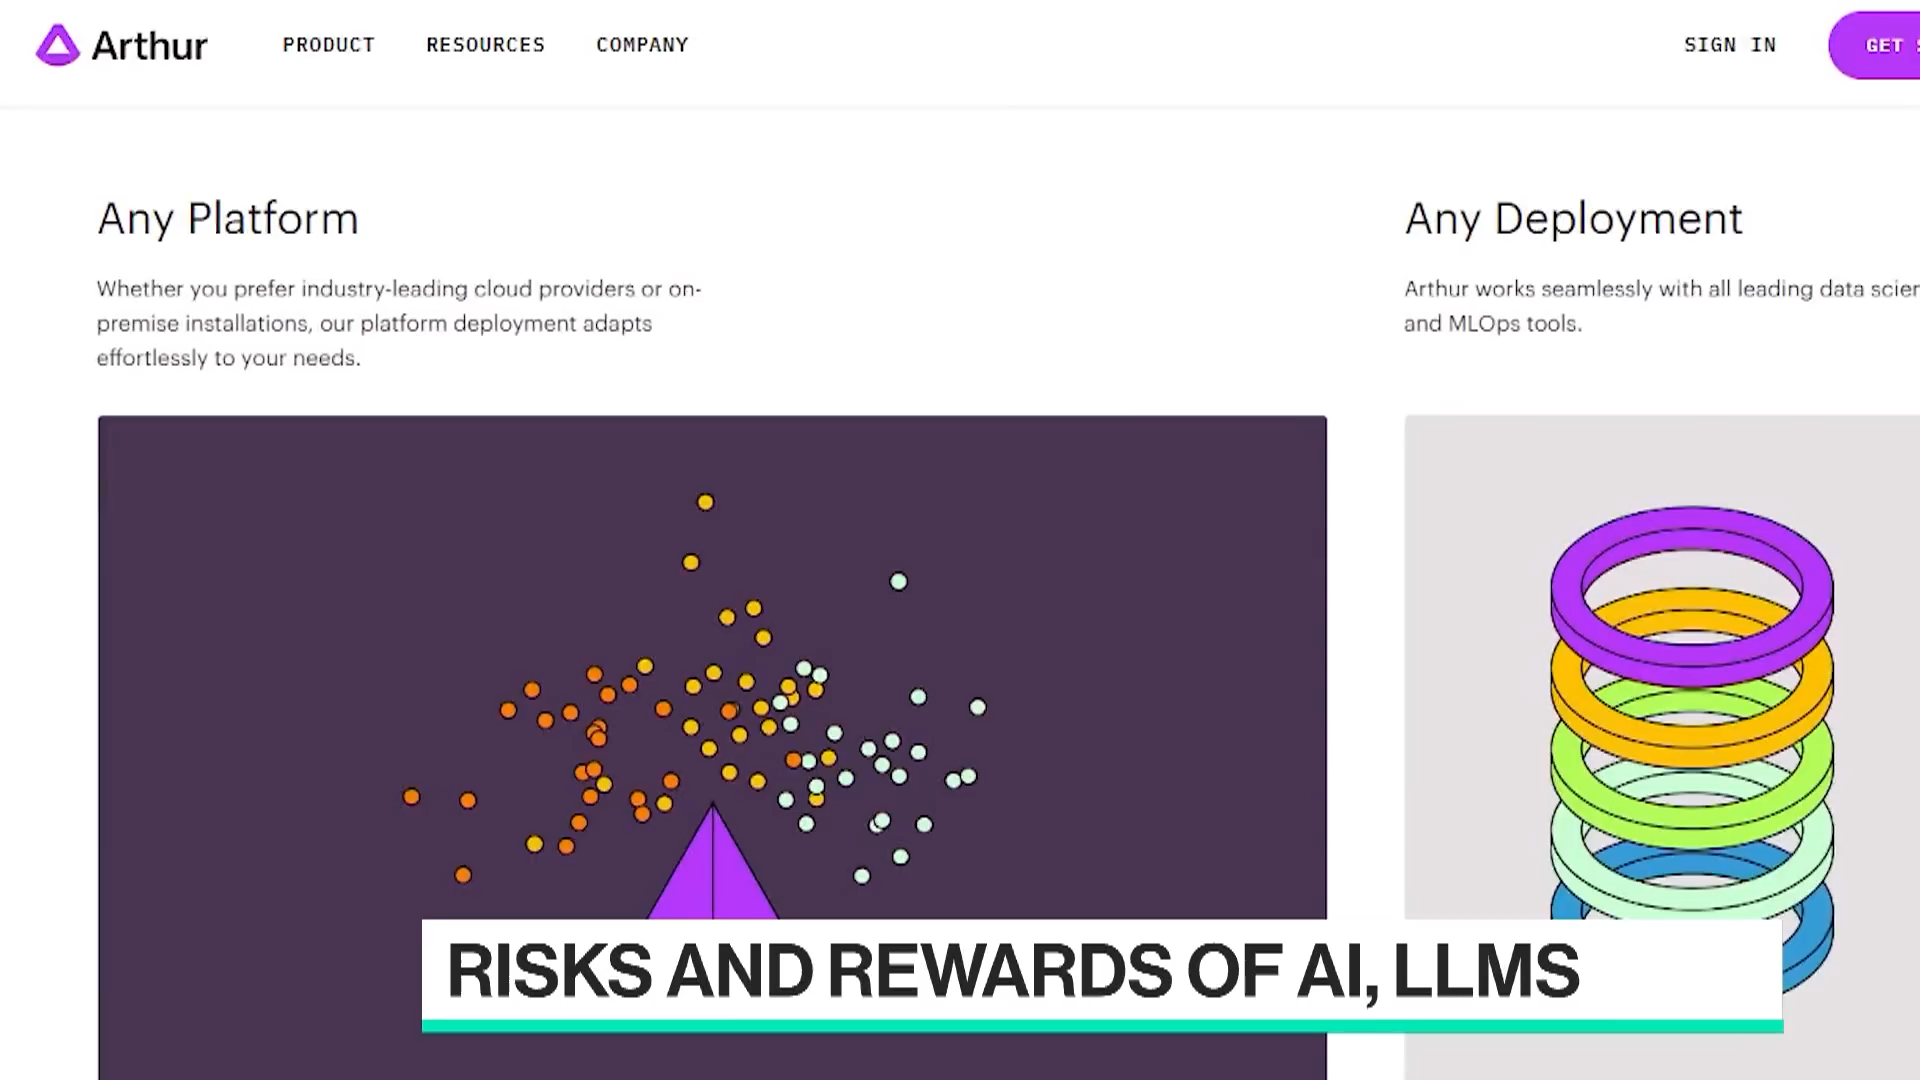 Arthur
PRODUCT
RESOURCES
COMPANY
SIGN IN
GET
Any Platform
Whether you prefer industry-leading cloud providers or on-
premise installations, our platform deployment adapts
effortlessly to your needs.
Any Deployment
Arthur works seamlessly with all leading data
and MLOps tools.
RISKS AND REWARDS OF AI, LLMS